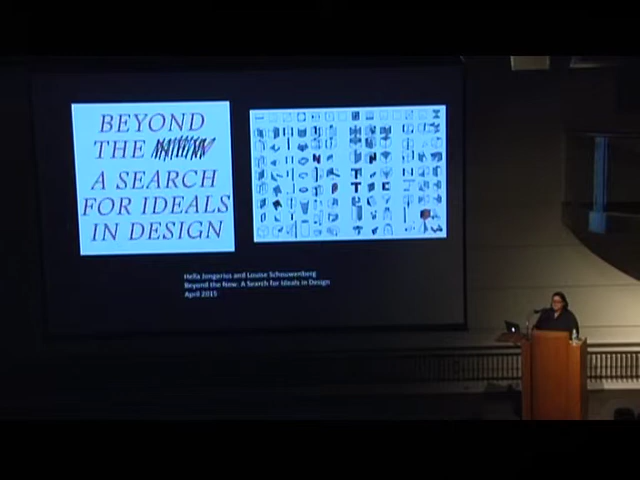 BEYOND
THE
A SEARCH
FOR IDEALS
IN DESIGN
Hella Jongerius and Louise Schouwenberg
Beyond the New: A Search for Ideals in Design
April 2015